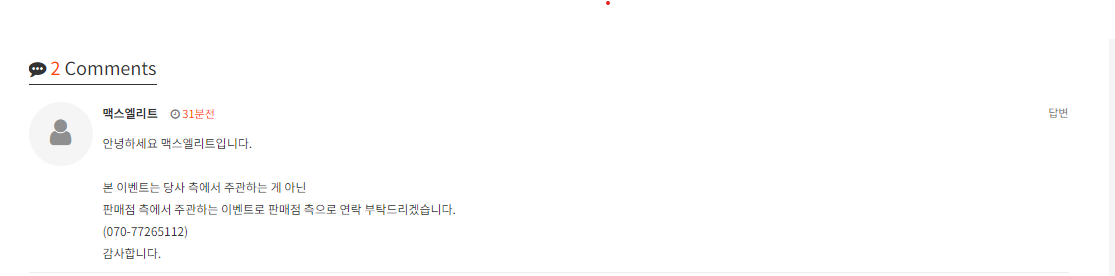 2 Comments
맥스엘리트 31분전 답변
안녕하세요 맥스엘리트입니다.
본 이벤트는 당사 측에서 주관하는 게 아닌
판매점 측에서 주관하는 이벤트로 판매점 측으로 연락 부탁드리겠습니다.
(070-77265112)
감사합니다.